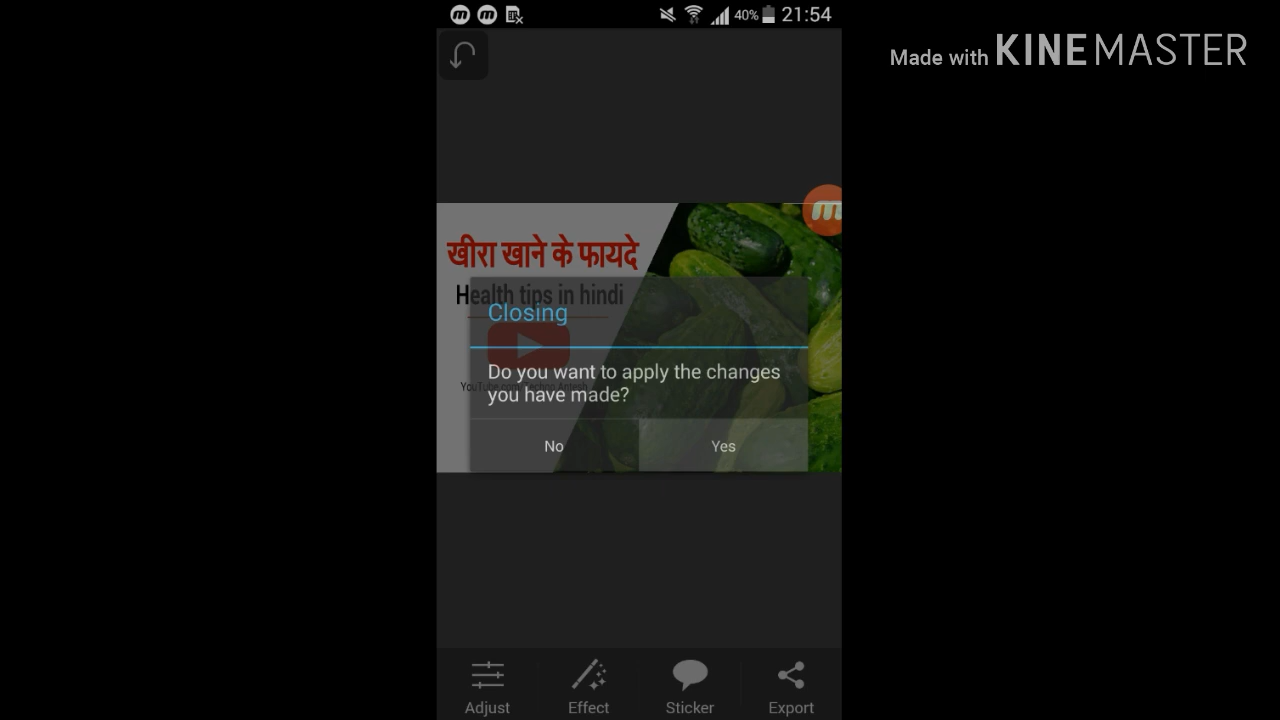 40% 21:54
Made with KINEMASTER
खीरा खाने के फायदे
Health tips in hindi
Closing
Do you want to apply the changes
you have made?
No Yes
Adjust Effect Sticker Export